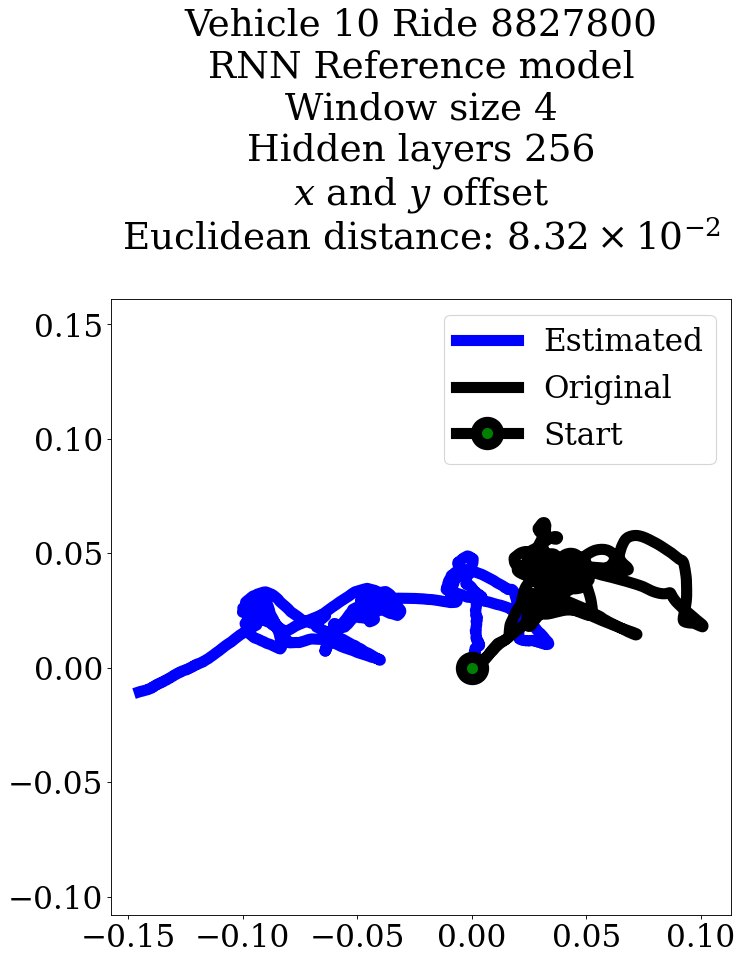 Vehicle 10 Ride 8827800
RNN Reference model
Window size 4
Hidden layers 256
x and y offset
Euclidean distance: 8.32 × 10⁻²
Estimated
Original
Start
0.15
0.10
0.05
0.00
−0.05
−0.10
−0.15 −0.10 −0.05 0.00 0.05 0.10